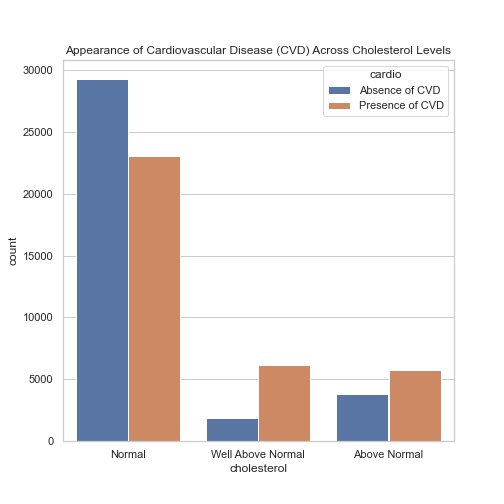 Appearance of Cardiovascular Disease (CVD) Across Cholesterol Levels
cardio
Absence of CVD
Presence of CVD
30000
25000
20000
15000
10000
5000
0
count
Normal
Well Above Normal
Above Normal
cholesterol